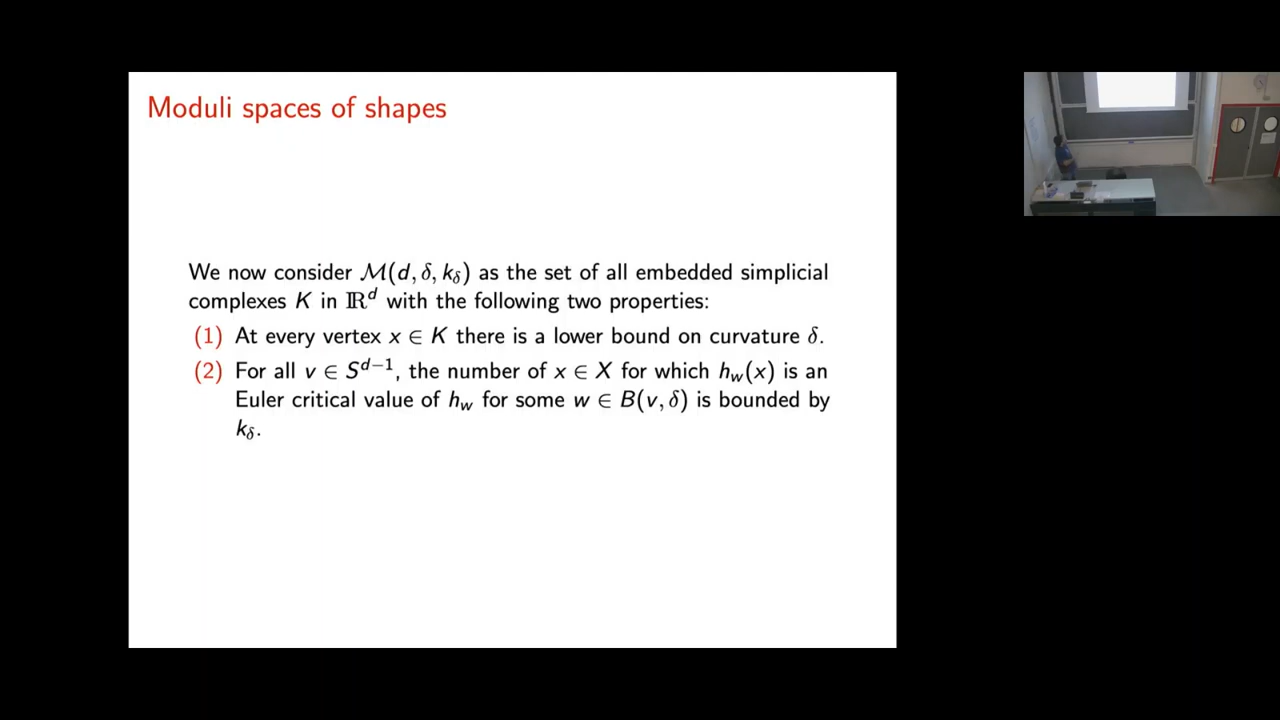 Moduli spaces of shapes
We now consider ℳ(d, δ, k_δ) as the set of all embedded simplicial
complexes K in ℝ^d with the following two properties:
(1) At every vertex x ∈ K there is a lower bound on curvature δ.
(2) For all v ∈ S^{d−1}, the number of x ∈ X for which h_w(x) is an
Euler critical value of h_w for some w ∈ B(v, δ) is bounded by
k_δ.